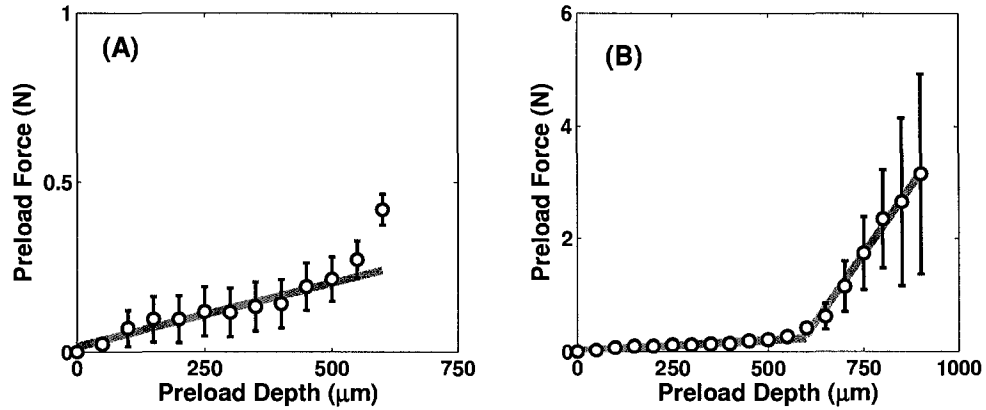 (A)
Preload Force (N)
1
0.5
0
0 250 500 750
Preload Depth (μm)
(B)
Preload Force (N)
6
4
2
0
0 250 500 750 1000
Preload Depth (μm)